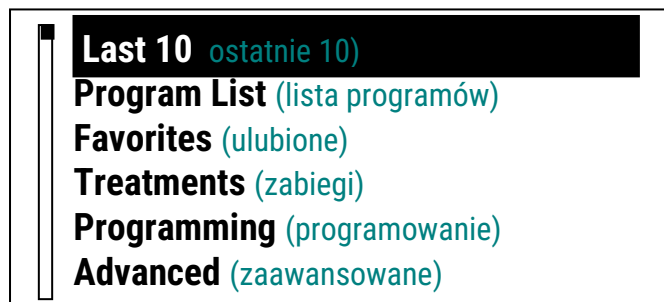 Last 10 ostatnie 10)
Program List (lista programów)
Favorites (ulubione)
Treatments (zabiegi)
Programming (programowanie)
Advanced (zaawansowane)